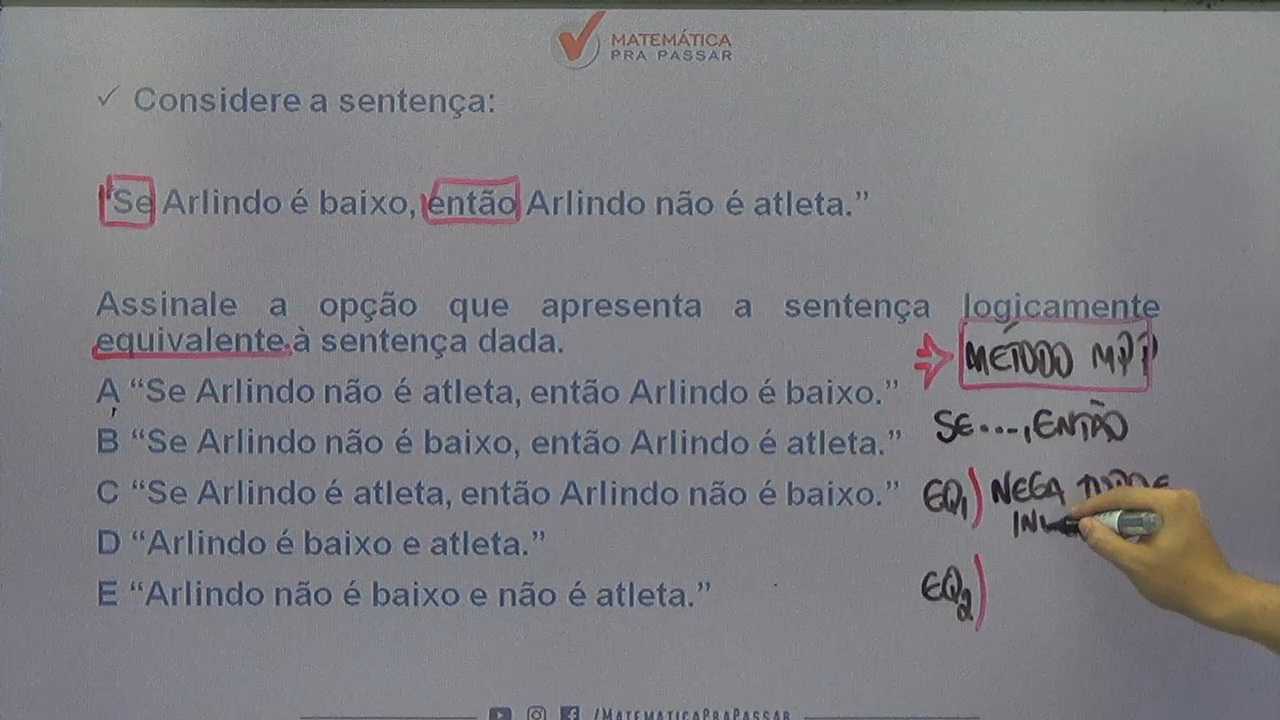 MATEMÁTICA
PRA PASSAR
✓ Considere a sentença:
“Se Arlindo é baixo, então Arlindo não é atleta.”
Assinale a opção que apresenta a sentença logicamente
equivalente à sentença dada.
MÉTODO MPP
A “Se Arlindo não é atleta, então Arlindo é baixo.”
SE...., ENTÃO
B “Se Arlindo não é baixo, então Arlindo é atleta.”
C “Se Arlindo é atleta, então Arlindo não é baixo.”
EQ1) NEGA
D “Arlindo é baixo e atleta.”
E “Arlindo não é baixo e não é atleta.”
EQ2)
/MATEMATICAPRAPASSAR